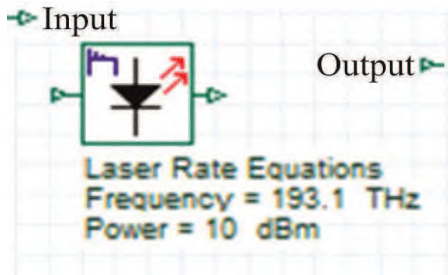 Input
Output
Laser Rate Equations
Frequency = 193.1 THz
Power = 10 dBm